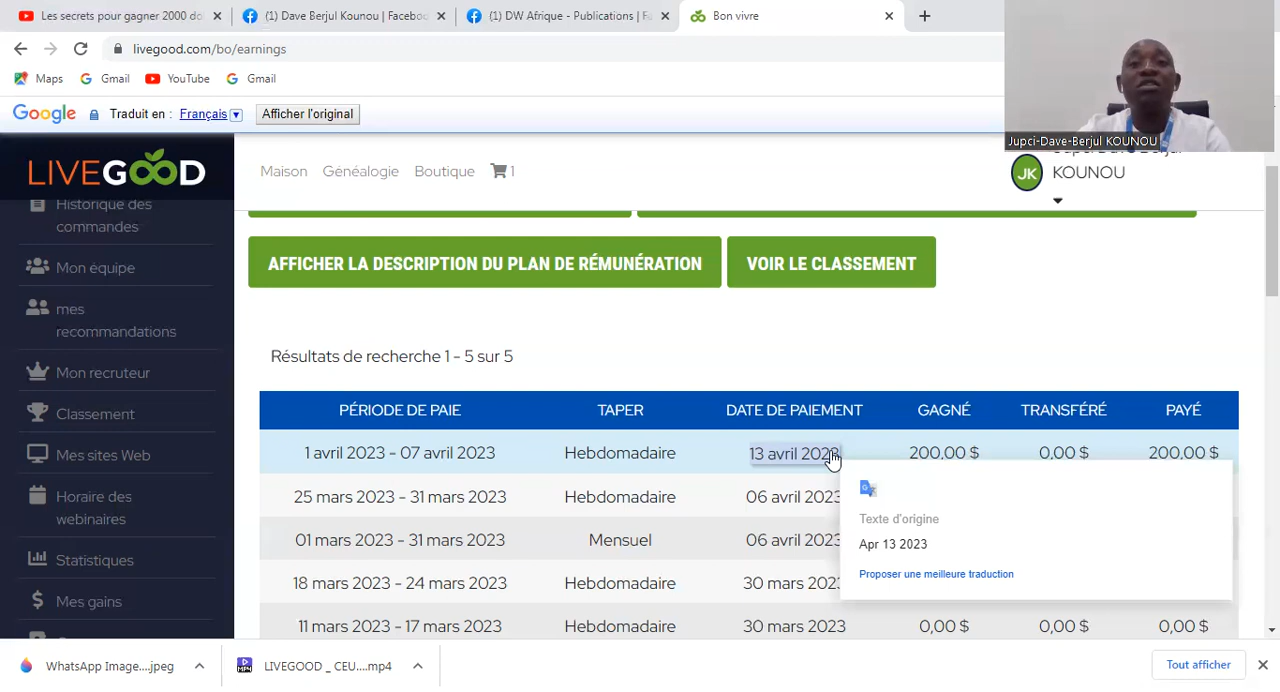 Les secrets pour gagner 2000 do
Dave Berjul Kounou | Facebo
(1) DW Afrique - Publications | Fa
Bon vivre
livegood.com/bo/earnings
Maps
Gmail
YouTube
Gmail
Google
Traduit en :
Français
Afficher l'original
Jupci-Dave-Berjul KOUNOU
LIVEGOOD
Maison
Généalogie
Boutique
1
JK
KOUNOU
Historique des
commandes
Mon équipe
mes
recommandations
Mon recruteur
Classement
Mes sites Web
Horaire des
webinaires
Statistiques
Mes gains
AFFICHER LA DESCRIPTION DU PLAN DE RÉMUNÉRATION
VOIR LE CLASSEMENT
Résultats de recherche 1 - 5 sur 5
PÉRIODE DE PAIE TAPER DATE DE PAIEMENT GAGNÉ TRANSFÉRÉ PAYÉ
1 avril 2023 - 07 avril 2023 Hebdomadaire 13 avril 2023 200,00 $ 0,00 $ 200,00 $
25 mars 2023 - 31 mars 2023 Hebdomadaire 06 avril 2023
01 mars 2023 - 31 mars 2023 Mensuel 06 avril 2023
18 mars 2023 - 24 mars 2023 Hebdomadaire 30 mars 2023
11 mars 2023 - 17 mars 2023 Hebdomadaire 30 mars 2023 0,00 $ 0,00 $ 0,00 $
Texte d'origine
Apr 13 2023
Proposer une meilleure traduction
WhatsApp Image....jpeg
LIVEGOOD _ CEU....mp4
Tout afficher